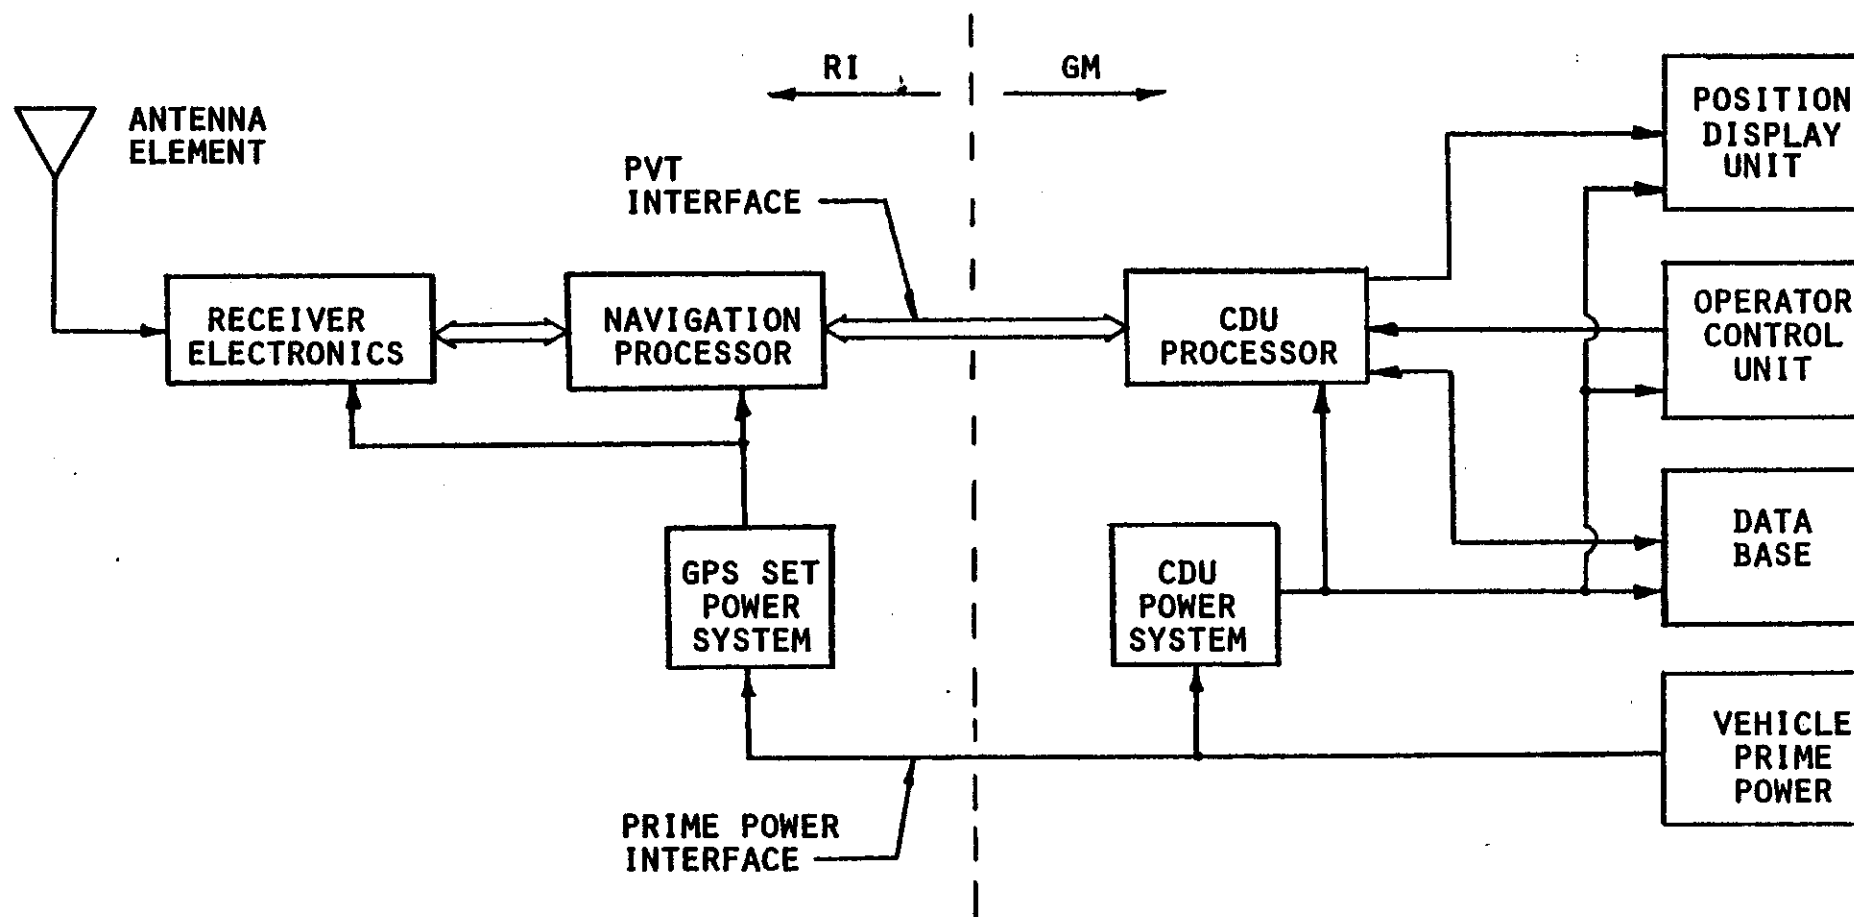 RI
GM
ANTENNA
ELEMENT
PVT
INTERFACE
POSITION
DISPLAY
UNIT
RECEIVER
ELECTRONICS
NAVIGATION
PROCESSOR
CDU
PROCESSOR
OPERATOR
CONTROL
UNIT
GPS SET
POWER
SYSTEM
CDU
POWER
SYSTEM
DATA
BASE
VEHICLE
PRIME
POWER
PRIME POWER
INTERFACE